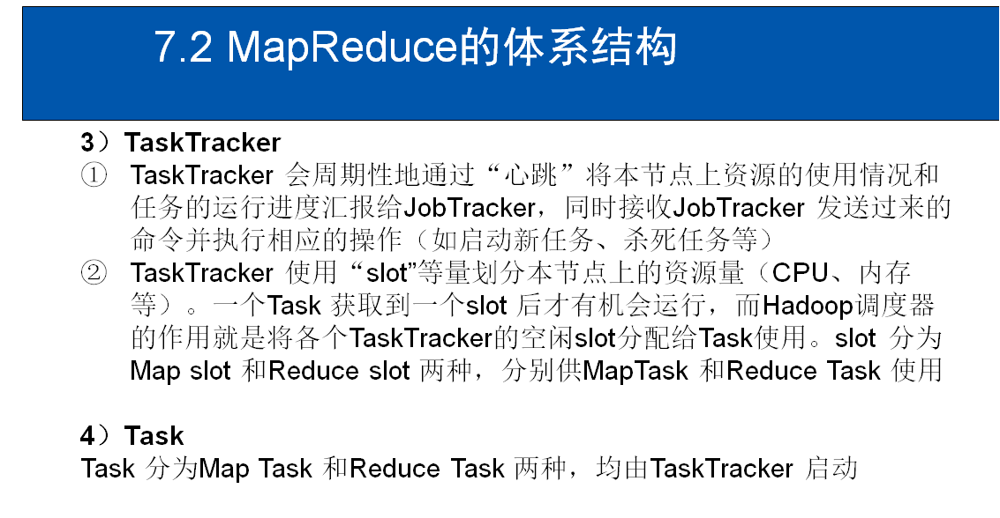 7.2 MapReduce的体系结构
3）TaskTracker
① TaskTracker 会周期性地通过“心跳”将本节点上资源的使用情况和
任务的运行进度汇报给JobTracker，同时接收JobTracker 发送过来的
命令并执行相应的操作（如启动新任务、杀死任务等）
② TaskTracker 使用“slot”等量划分本节点上的资源量（CPU、内存
等）。一个Task 获取到一个slot 后才有机会运行，而Hadoop调度器
的作用就是将各个TaskTracker的空闲slot分配给Task使用。slot 分为
Map slot 和Reduce slot 两种，分别供MapTask 和Reduce Task 使用
4）Task
Task 分为Map Task 和Reduce Task 两种，均由TaskTracker 启动